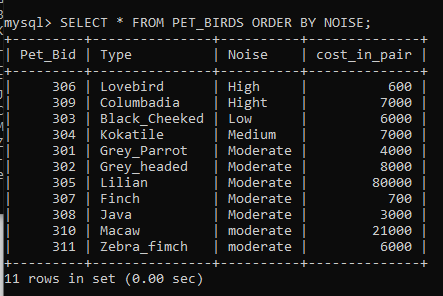 mysql> SELECT * FROM PET_BIRDS ORDER BY NOISE;
+---------+--------------+----------+--------------+
| Pet_Bid | Type         | Noise    | cost_in_pair |
+---------+--------------+----------+--------------+
|     306 | Lovebird     | High     |          600 |
|     309 | Columbadia   | Hight    |         7000 |
|     303 | Black_Cheeked | Low      |         6000 |
|     304 | Kokatile     | Medium   |         7000 |
|     301 | Grey_Parrot  | Moderate |         4000 |
|     302 | Grey_headed  | Moderate |         8000 |
|     305 | Lilian       | Moderate |        80000 |
|     307 | Finch        | Moderate |          700 |
|     308 | Java         | Moderate |         3000 |
|     310 | Macaw        | moderate |        21000 |
|     311 | Zebra_fimch  | moderate |         6000 |
+---------+--------------+----------+--------------+
11 rows in set (0.00 sec)